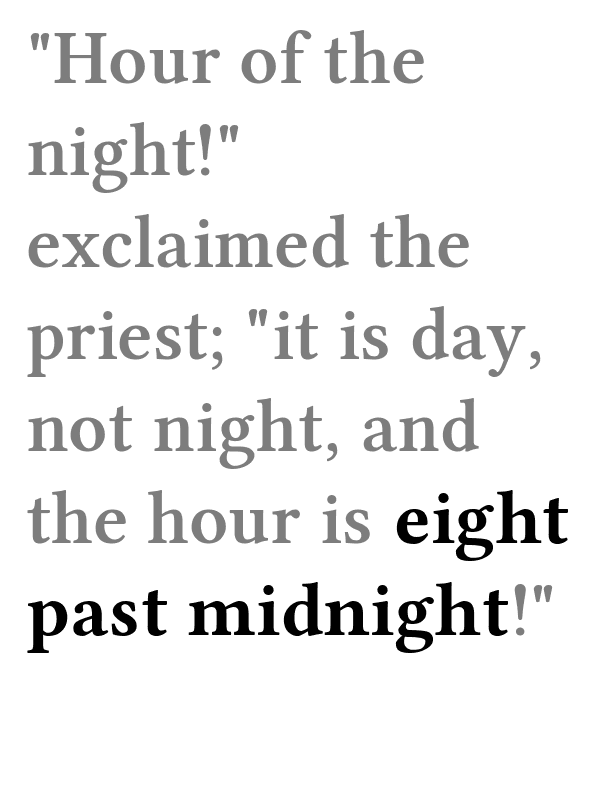 "Hour of the
night!"
exclaimed the
priest; "it is day,
not night, and
the hour is eight
past midnight!"